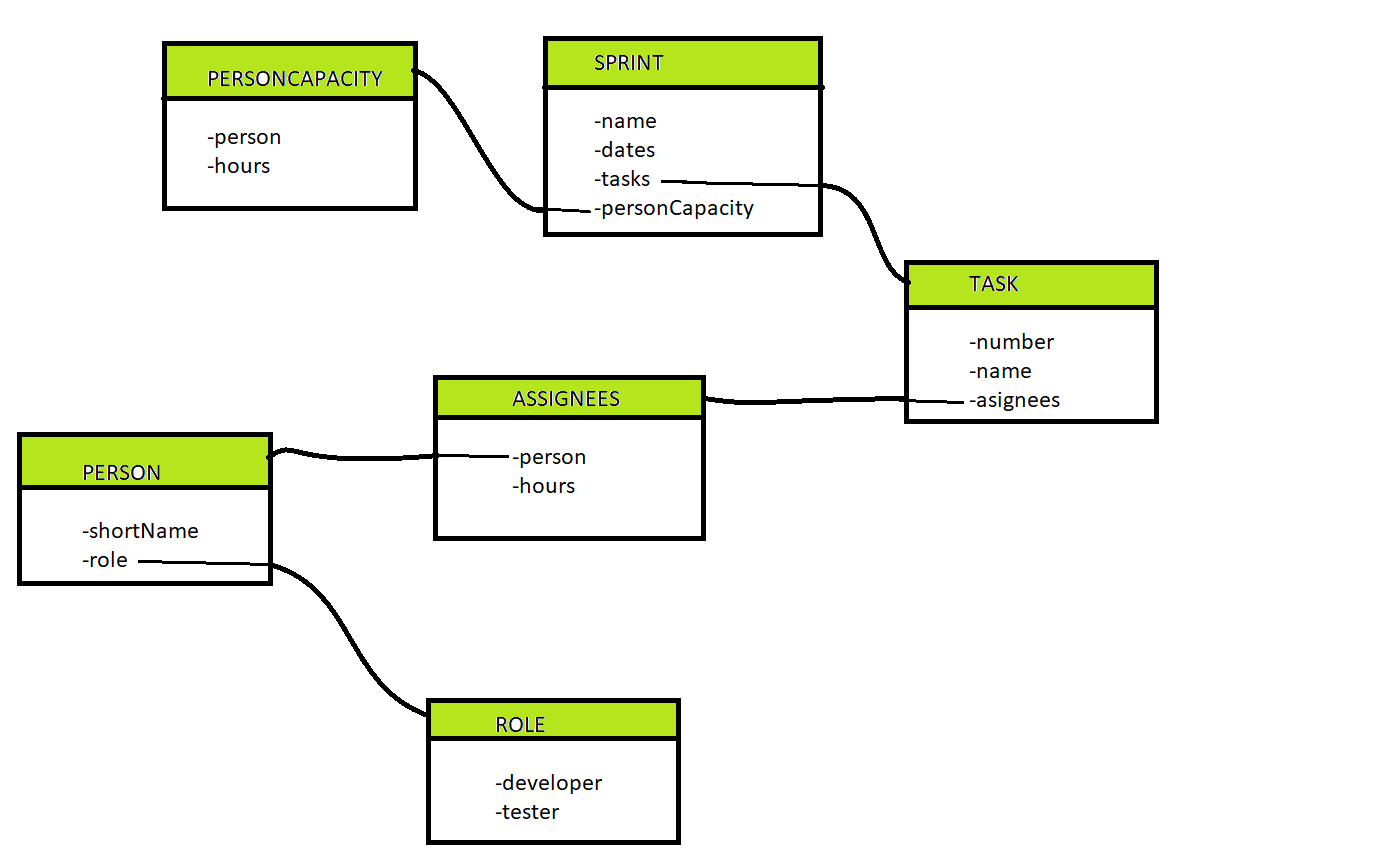 PERSONCAPACITY
-person
-hours
SPRINT
-name
-dates
-tasks
-personCapacity
TASK
-number
-name
-asignees
ASSIGNEES
-person
-hours
PERSON
-shortName
-role
ROLE
-developer
-tester